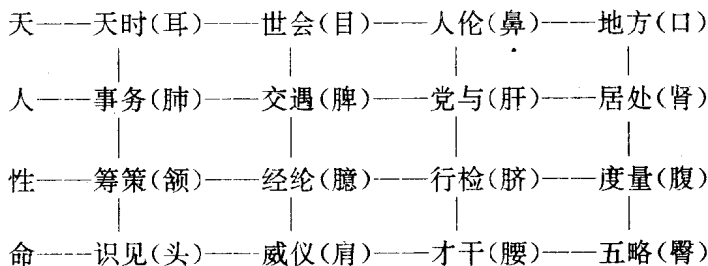 天——天时(耳)——世会(目)——人伦(鼻)——地方(口)
人——事务(肺)——交遇(脾)——党与(肝)——居处(肾)
性——筹策(颔)——经纶(臆)——行检(脐)——度量(腹)
命——识见(头)——威仪(肩)——才干(腰)——五略(臀)